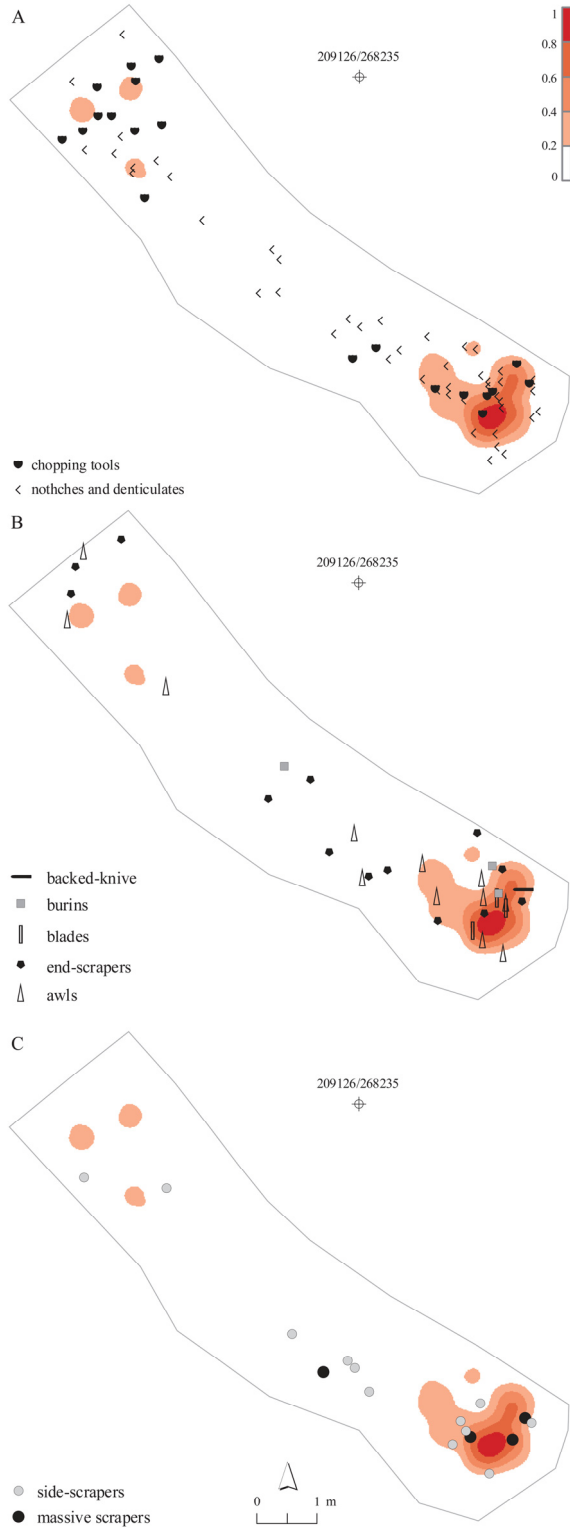 A
209126/268235
1
0.8
0.6
0.4
0.2
0
chopping tools
nothches and denticulates
B
209126/268235
backed-knive
burins
blades
end-scrapers
awls
C
209126/268235
side-scrapers
massive scrapers
0 1 m